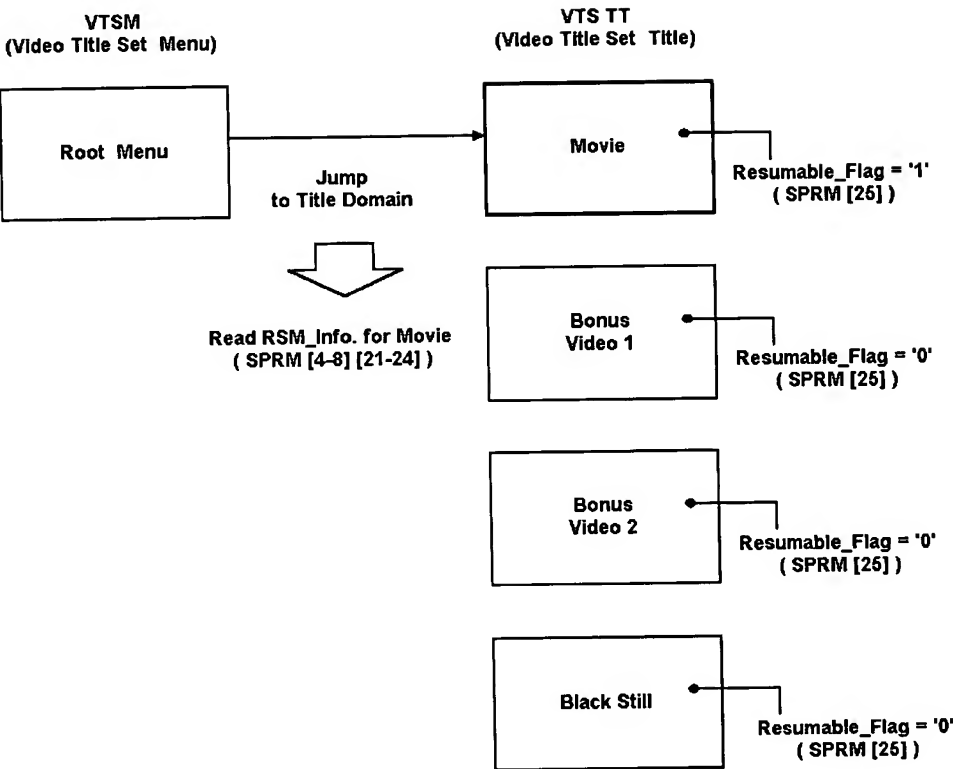 VTSM
(Video Title Set Menu)
VTS TT
(Video Title Set Title)
Root Menu
Jump
to Title Domain
Read RSM_Info. for Movie
( SPRM [4-8] [21-24] )
Movie
Resumable_Flag = '1'
( SPRM [25] )
Bonus
Video 1
Resumable_Flag = '0'
( SPRM [25] )
Bonus
Video 2
Resumable_Flag = '0'
( SPRM [25] )
Black Still
Resumable_Flag = '0'
( SPRM [25] )